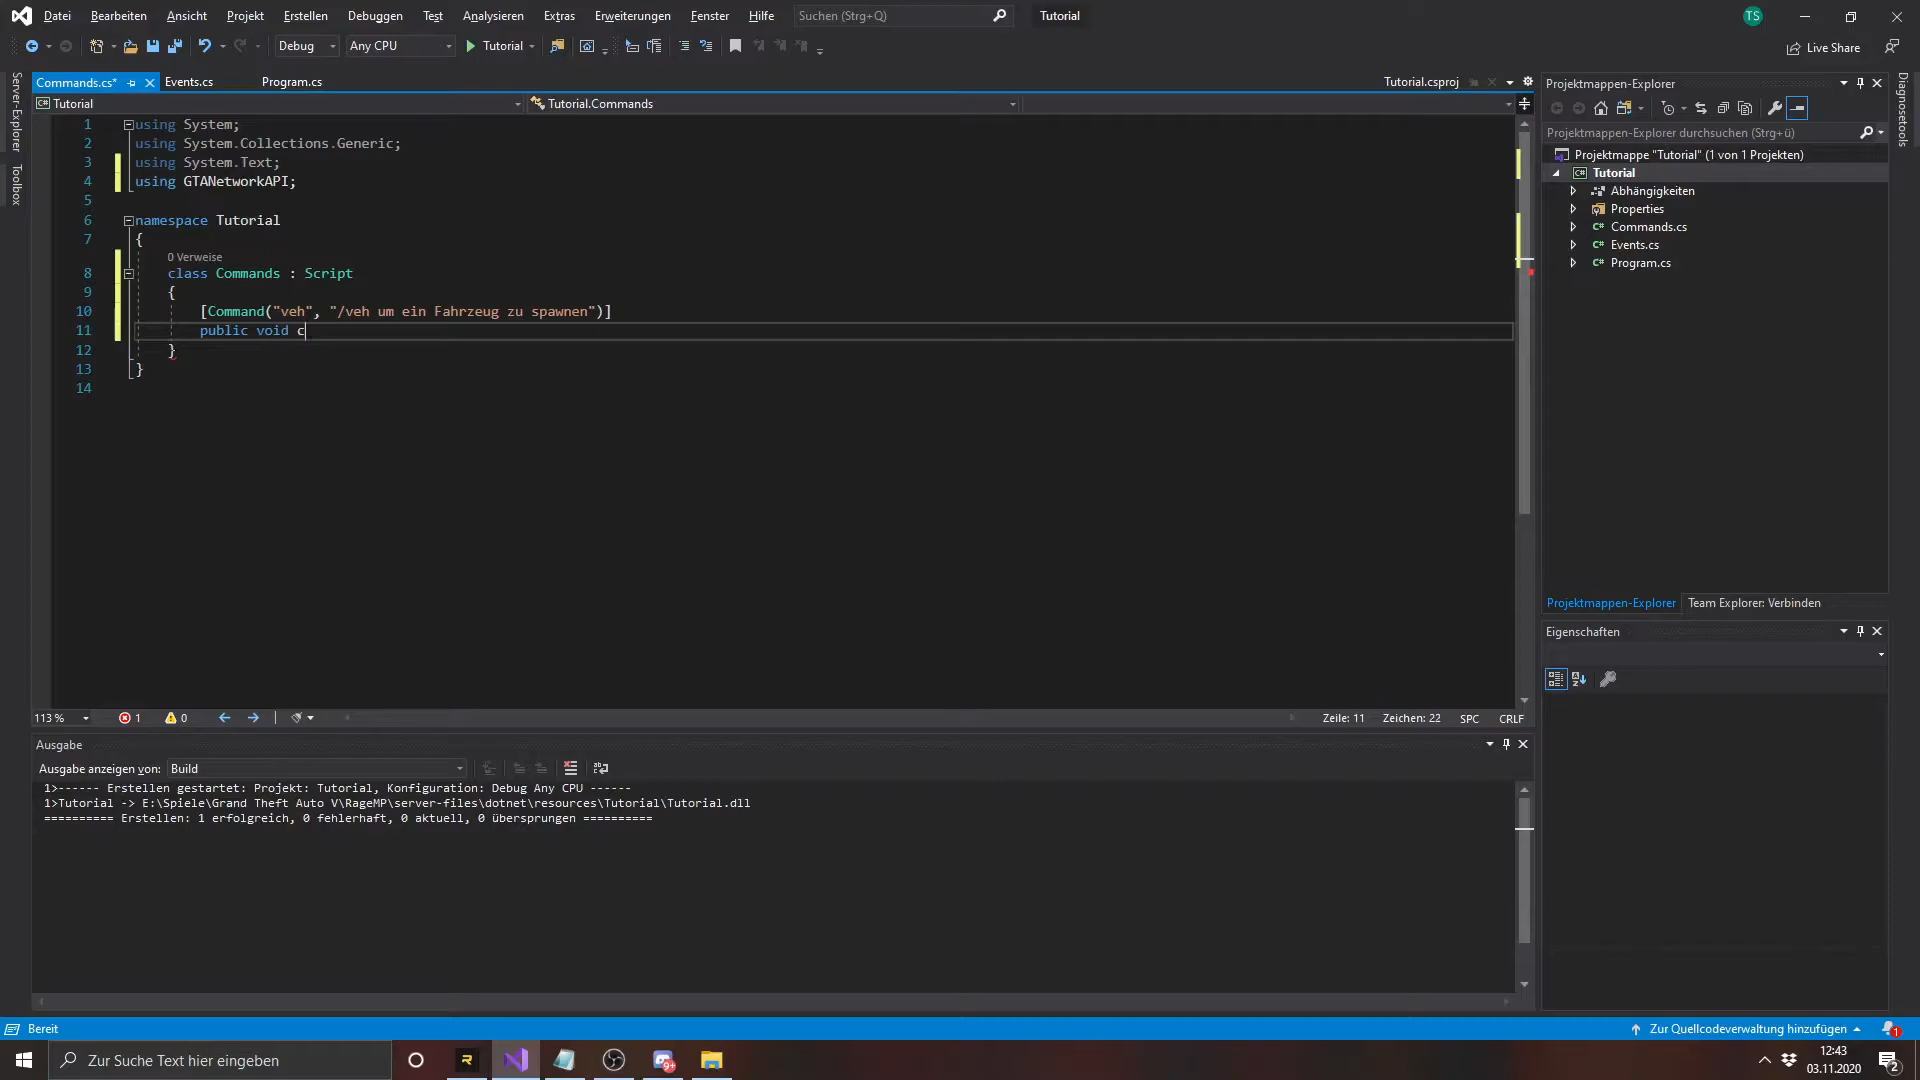 Datei Bearbeiten Ansicht Projekt Erstellen Debuggen Test Analysieren Extras Erweiterungen Fenster Hilfe Suchen (Strg+Q) Tutorial TS
Debug Any CPU Tutorial Live Share
Commands.cs* Events.cs Program.cs Tutorial.csproj
Tutorial Tutorial.Commands
1 using System;
2 using System.Collections.Generic;
3 using System.Text;
4 using GTANetworkAPI;
5
6 namespace Tutorial
7 {
0 Verweise
8 class Commands : Script
9 {
10 [Command("veh", "/veh um ein Fahrzeug zu spawnen")]
11 public void c
12 }
13 }
14
113 % 1 0 Zeile: 11 Zeichen: 22 SPC CRLF
Ausgabe
Ausgabe anzeigen von: Build
1>------ Erstellen gestartet: Projekt: Tutorial, Konfiguration: Debug Any CPU ------
1>Tutorial -> E:\Spiele\Grand Theft Auto V\RageMP\server-files\dotnet\resources\Tutorial\Tutorial.dll
========== Erstellen: 1 erfolgreich, 0 fehlerhaft, 0 aktuell, 0 übersprungen ==========
Server-Explorer
Toolbox
Projektmappen-Explorer
Projektmappen-Explorer durchsuchen (Strg+ü)
Projektmappe "Tutorial" (1 von 1 Projekten)
Tutorial
Abhängigkeiten
Properties
Commands.cs
Events.cs
Program.cs
Projektmappen-Explorer Team Explorer: Verbinden
Eigenschaften
Diagnosetools
Bereit Zur Quellcodeverwaltung hinzufügen 1
Zur Suche Text hier eingeben
12:43
03.11.2020
2